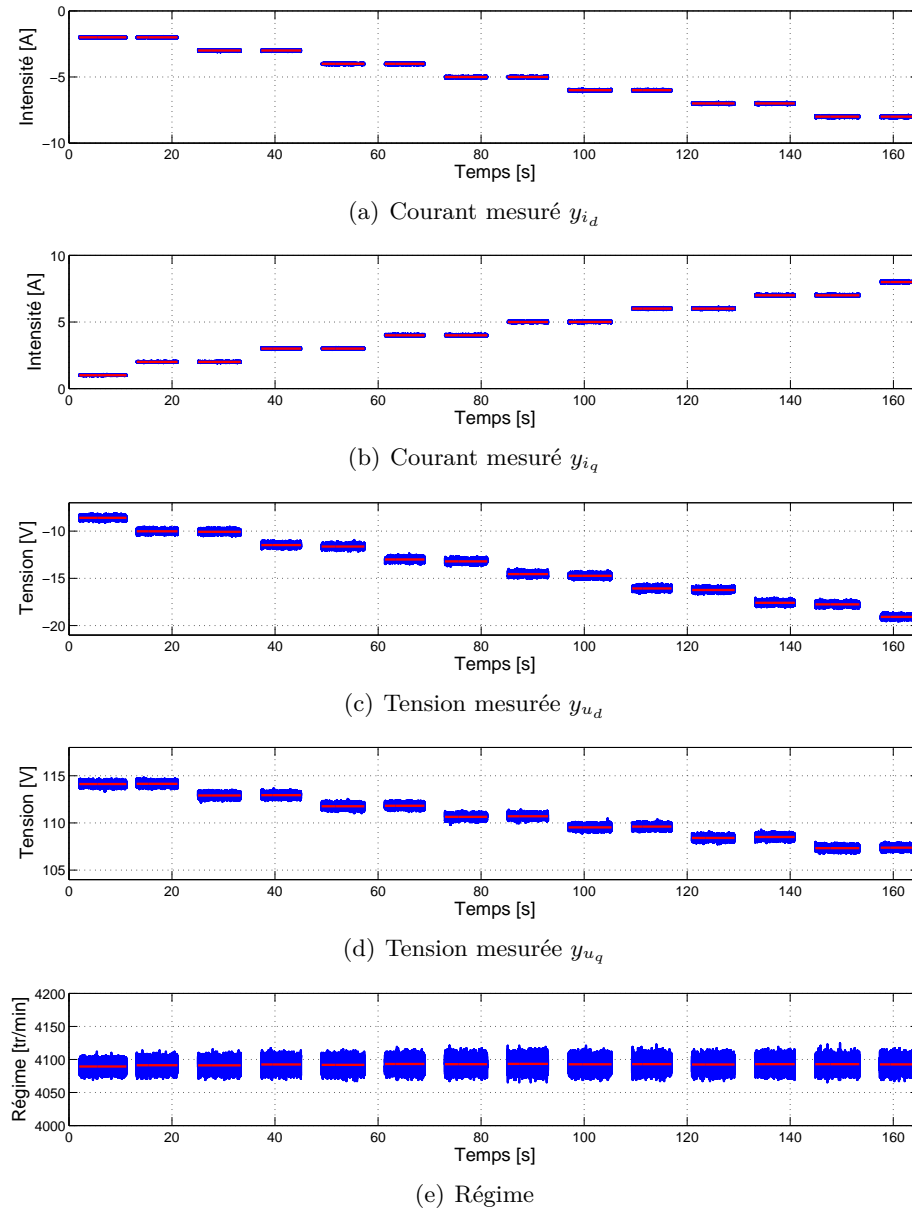 0
−5
−10
Intensité [A]
0 20 40 60 80 100 120 140 160
Temps [s]
(a) Courant mesuré y_{i_d}
10
5
0
Intensité [A]
0 20 40 60 80 100 120 140 160
Temps [s]
(b) Courant mesuré y_{i_q}
−10
−15
−20
Tension [V]
0 20 40 60 80 100 120 140 160
Temps [s]
(c) Tension mesurée y_{u_d}
115
110
105
Tension [V]
0 20 40 60 80 100 120 140 160
Temps [s]
(d) Tension mesurée y_{u_q}
4200
4150
4100
4050
4000
Régime [tr/min]
0 20 40 60 80 100 120 140 160
Temps [s]
(e) Régime